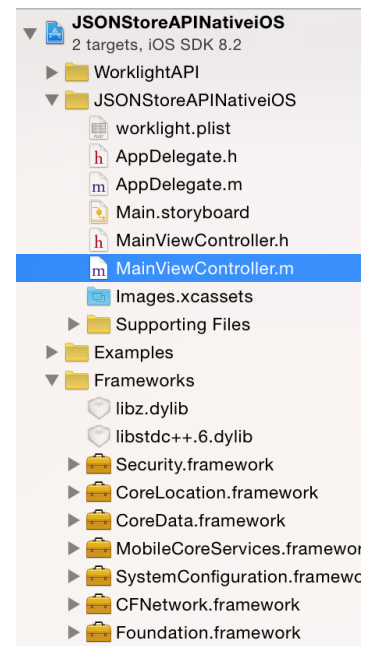 JSONStoreAPINativeiOS
2 targets, iOS SDK 8.2
WorklightAPI
JSONStoreAPINativeiOS
worklight.plist
h AppDelegate.h
m AppDelegate.m
Main.storyboard
h MainViewController.h
m MainViewController.m
Images.xcassets
Supporting Files
Examples
Frameworks
libz.dylib
libstdc++.6.dylib
Security.framework
CoreLocation.framework
CoreData.framework
MobileCoreServices.framewor
SystemConfiguration.framewo
CFNetwork.framework
Foundation.framework